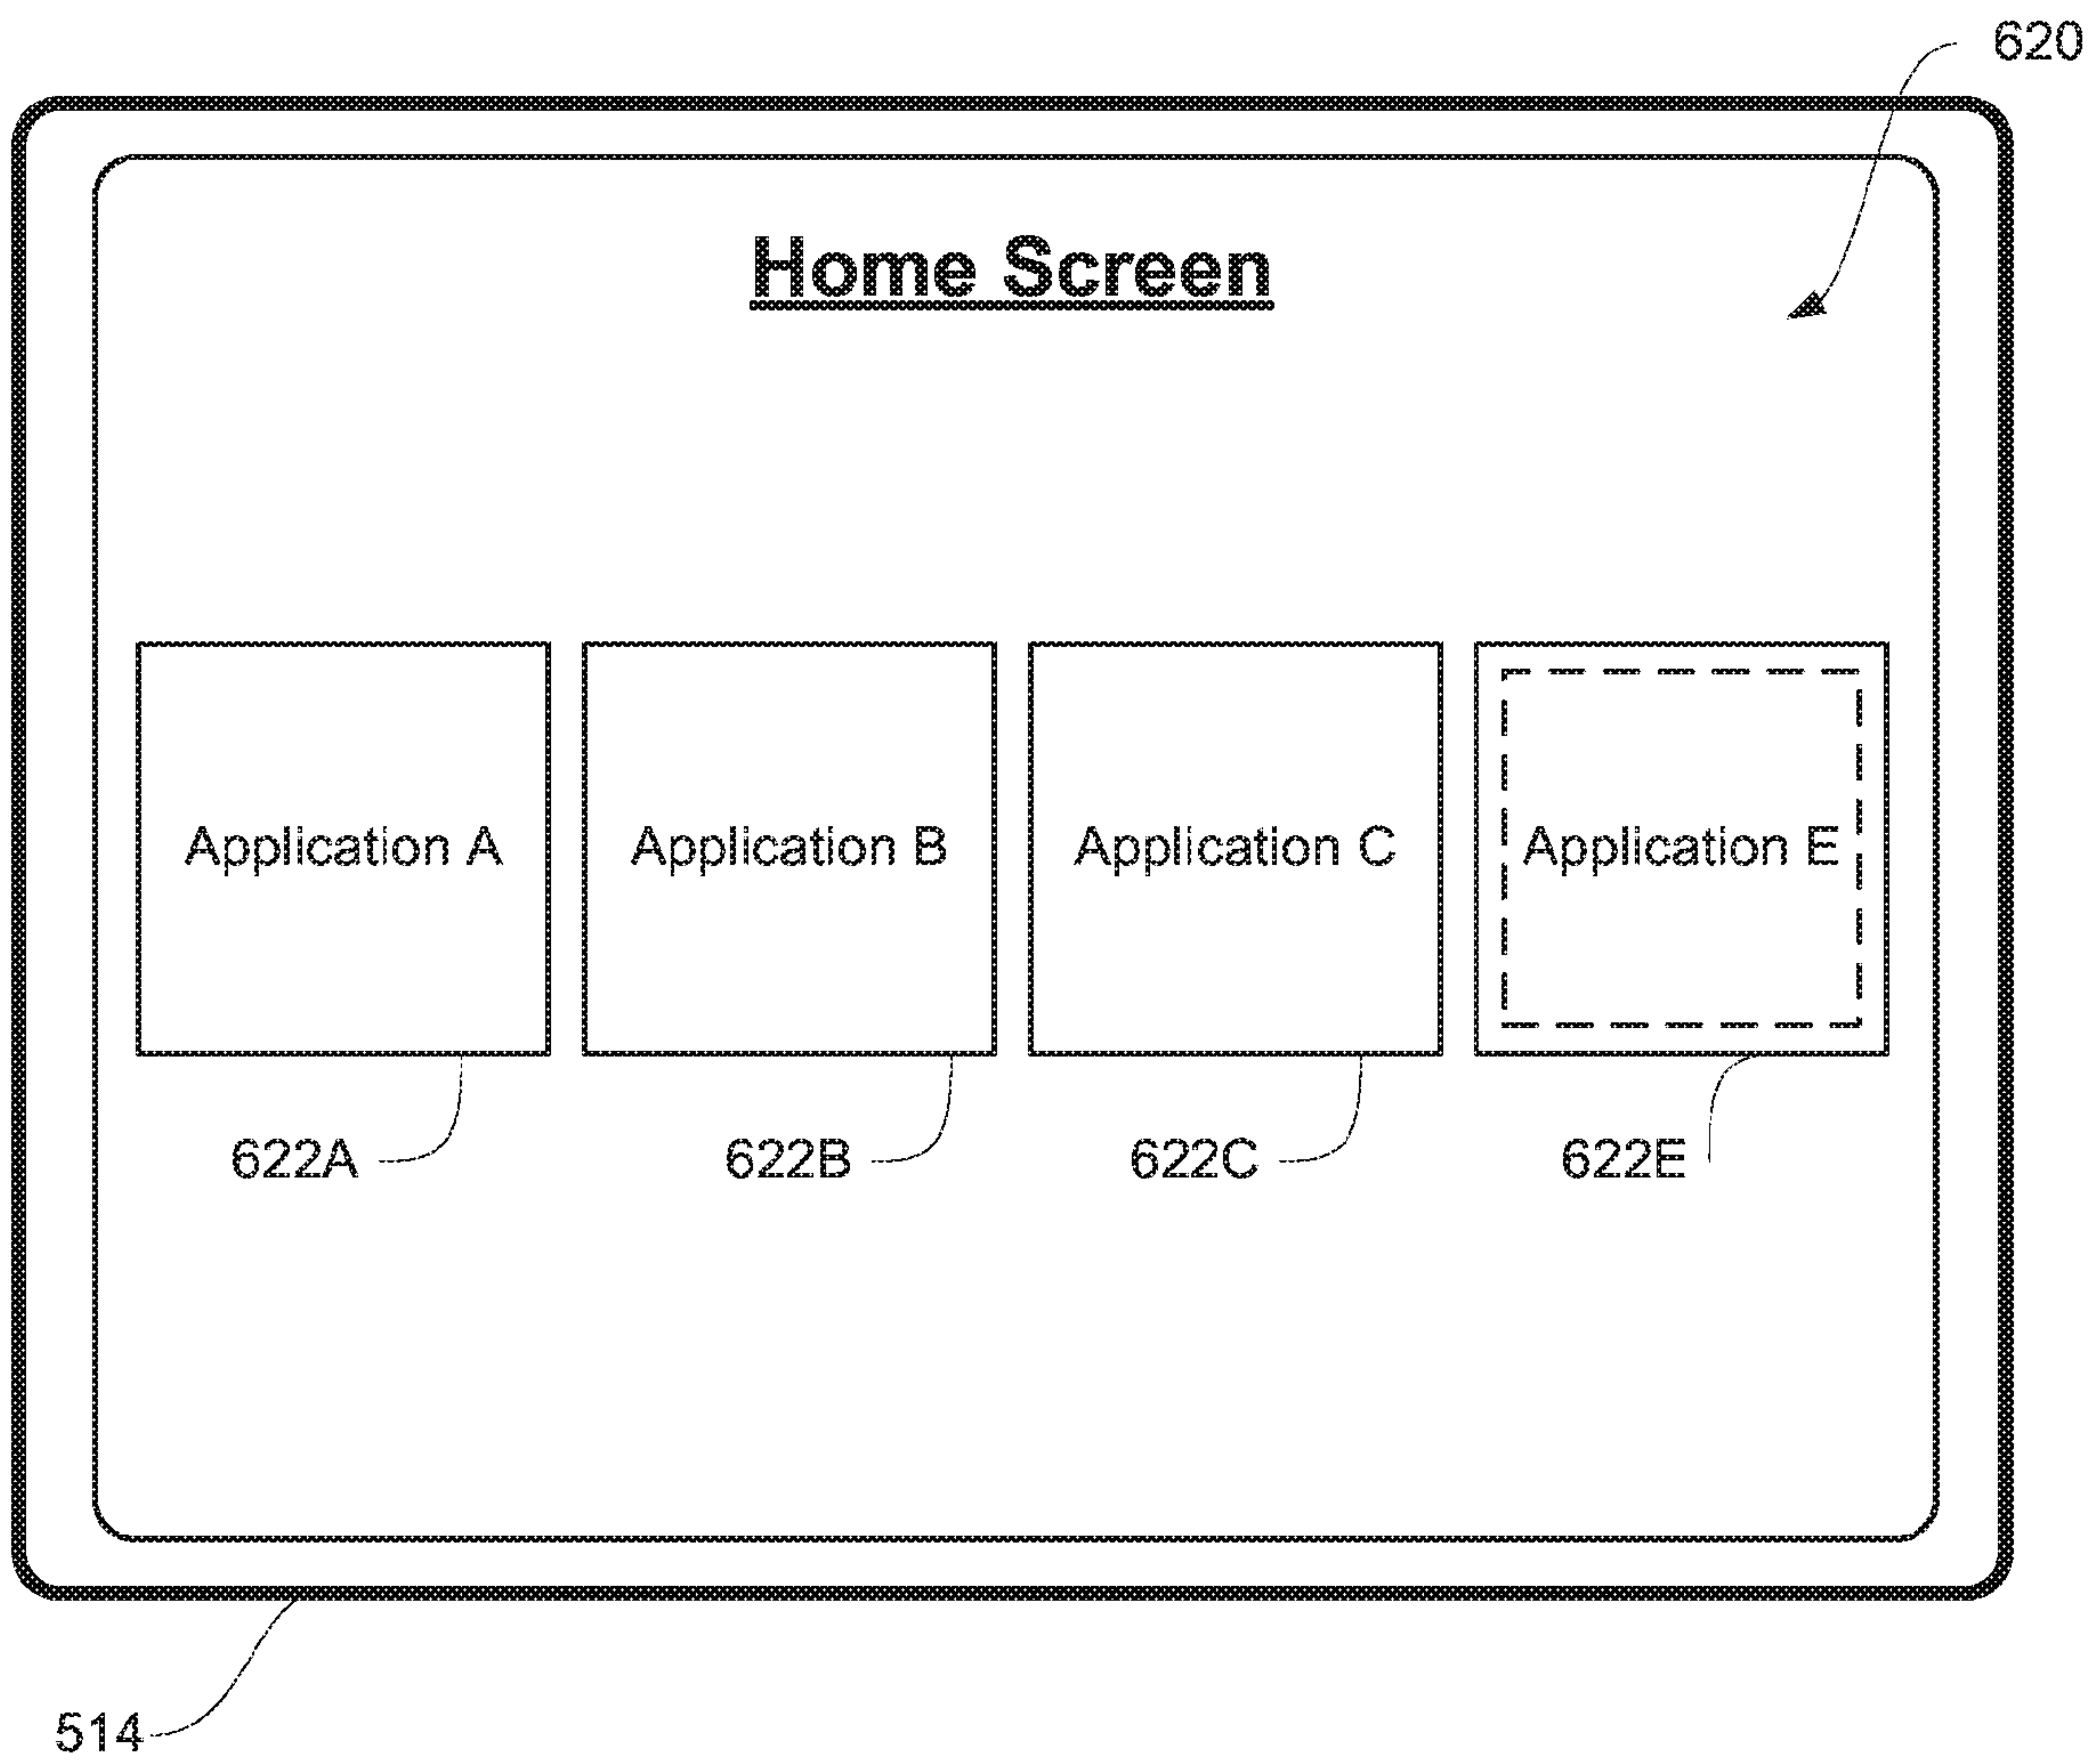 620
Home Screen
Application A
Application B
Application C
Application E
622A
622B
622C
622E
514